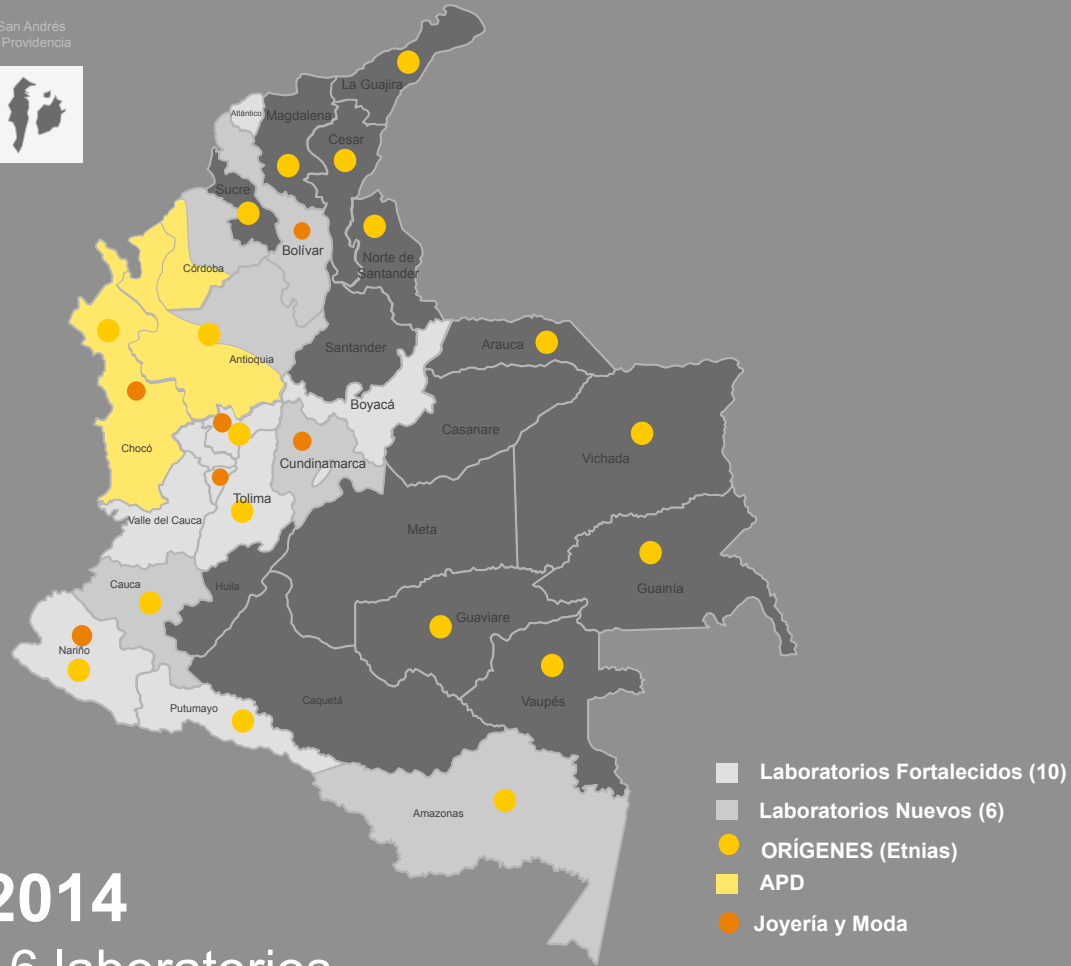 San Andrés
Providencia
La Guajira
Atlántico
Magdalena
Cesar
Sucre
Bolívar
Norte de
Santander
Córdoba
Santander
Arauca
Antioquia
Boyacá
Casanare
Chocó
Cundinamarca
Vichada
Tolima
Valle del Cauca
Meta
Cauca
Huila
Guainía
Guaviare
Nariño
Vaupés
Caquetá
Putumayo
Amazonas
Laboratorios Fortalecidos (10)
Laboratorios Nuevos (6)
ORÍGENES (Etnias)
APD
Joyería y Moda
2014
6 laboratorios